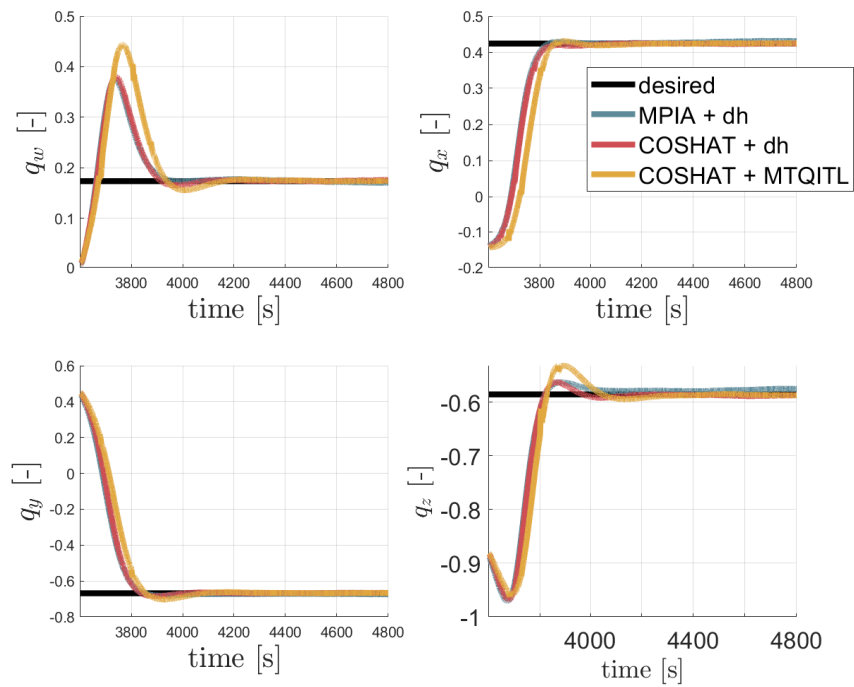 0.5
0.4
0.3
0.2
0.1
0
q_w [-]
3800 4000 4200 4400 4600 4800
time [s]
0.5
0.4
0.3
0.2
0.1
0
-0.1
-0.2
q_x [-]
3800 4000 4200 4400 4600 4800
time [s]
desired
MPIA + dh
COSHAT + dh
COSHAT + MTQITL
0.6
0.4
0.2
0
-0.2
-0.4
-0.6
-0.8
q_y [-]
3800 4000 4200 4400 4600 4800
time [s]
-0.6
-0.7
-0.8
-0.9
-1
q_z [-]
4000 4400 4800
time [s]